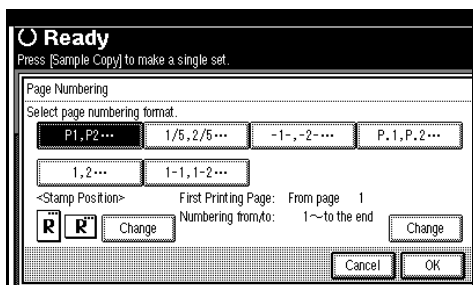 Ready
Press [Sample Copy] to make a single set.
Page Numbering
Select page numbering format.
P1,P2··· 1/5,2/5··· -1-,-2-··· P.1,P.2···
1,2··· 1-1,1-2···
<Stamp Position> First Printing Page: From page 1
R R Change Numbering from/to: 1～to the end Change
Cancel OK